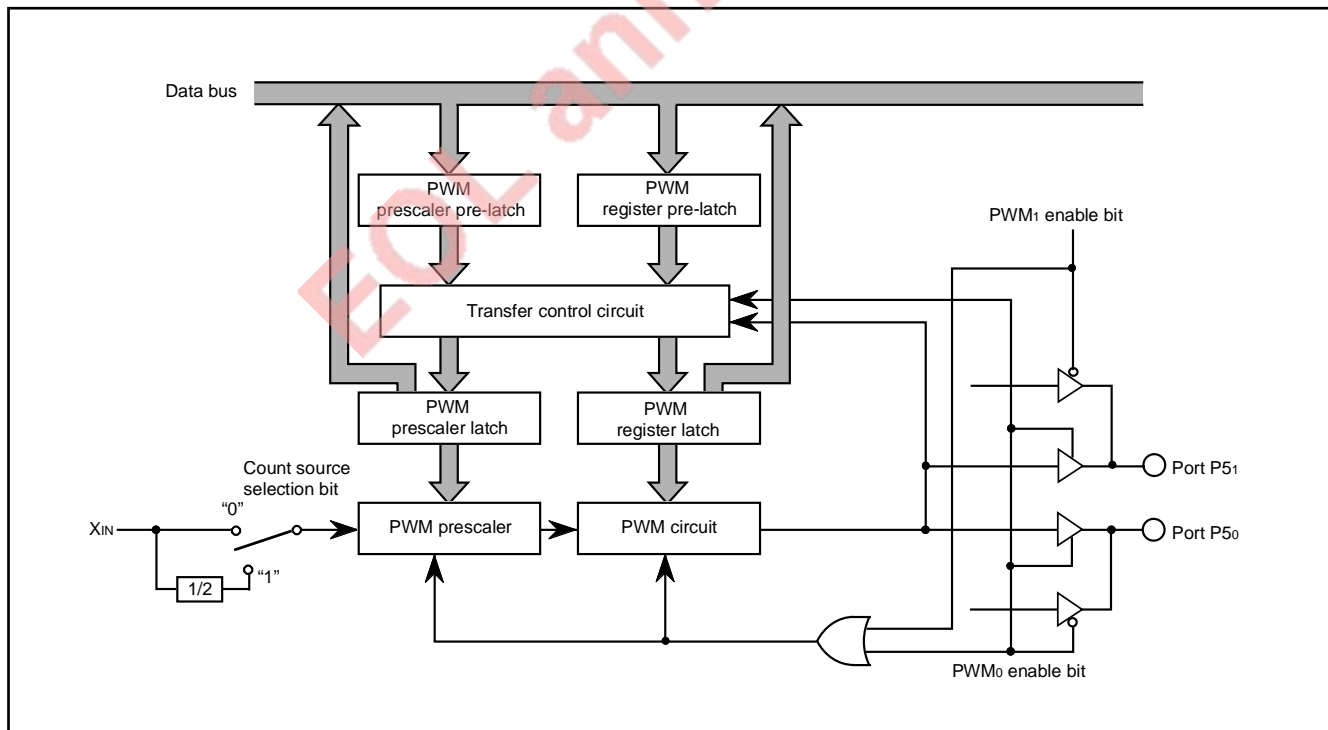 EOL ann
Data bus
PWM
prescaler pre-latch
PWM
register pre-latch
PWM1 enable bit
Transfer control circuit
PWM
prescaler latch
PWM
register latch
Count source
selection bit
Port P51
“0”
XIN
PWM prescaler
PWM circuit
Port P50
“1”
1/2
PWM0 enable bit